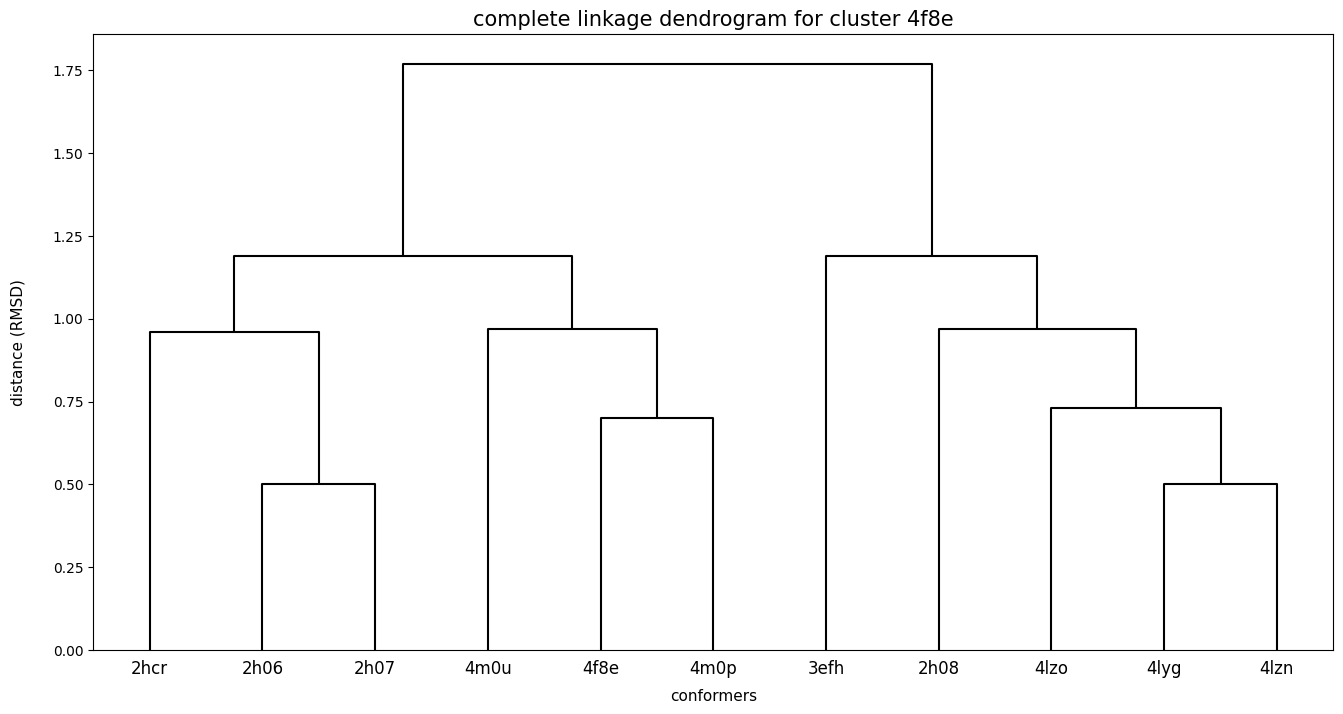 complete linkage dendrogram for cluster 4f8e
1.75
1.50
1.25
1.00
0.75
0.50
0.25
0.00
distance (RMSD)
2hcr 2h06 2h07 4m0u 4f8e 4m0p 3efh 2h08 4lzo 4lyg 4lzn
conformers